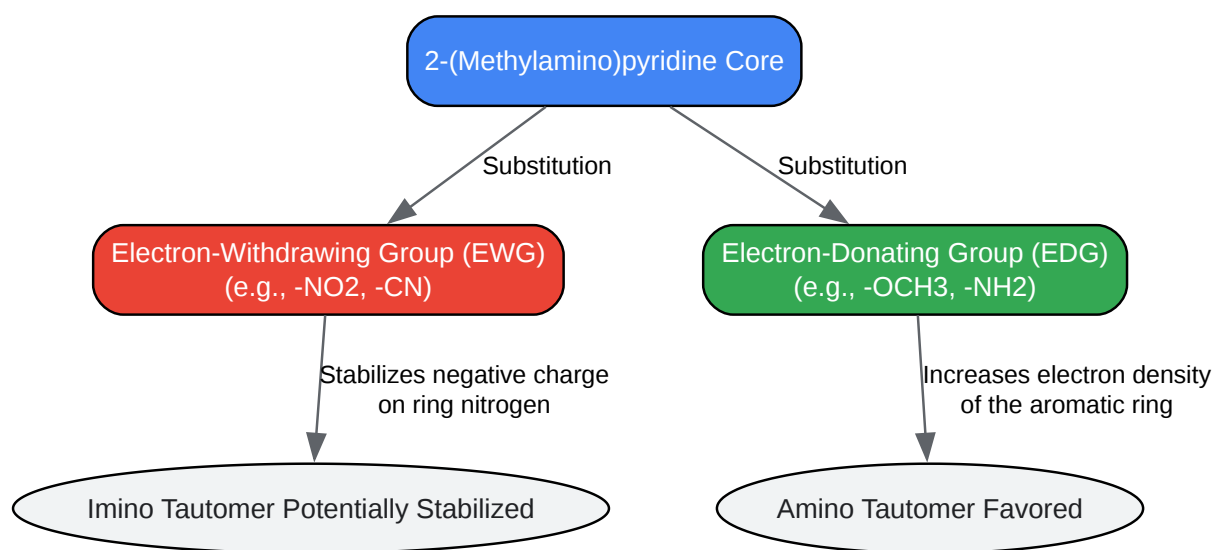 2-(Methylamino)pyridine Core
Substitution
Substitution
Electron-Withdrawing Group (EWG)
(e.g., -NO2, -CN)
Electron-Donating Group (EDG)
(e.g., -OCH3, -NH2)
Stabilizes negative charge
on ring nitrogen
Increases electron density
of the aromatic ring
Imino Tautomer Potentially Stabilized
Amino Tautomer Favored